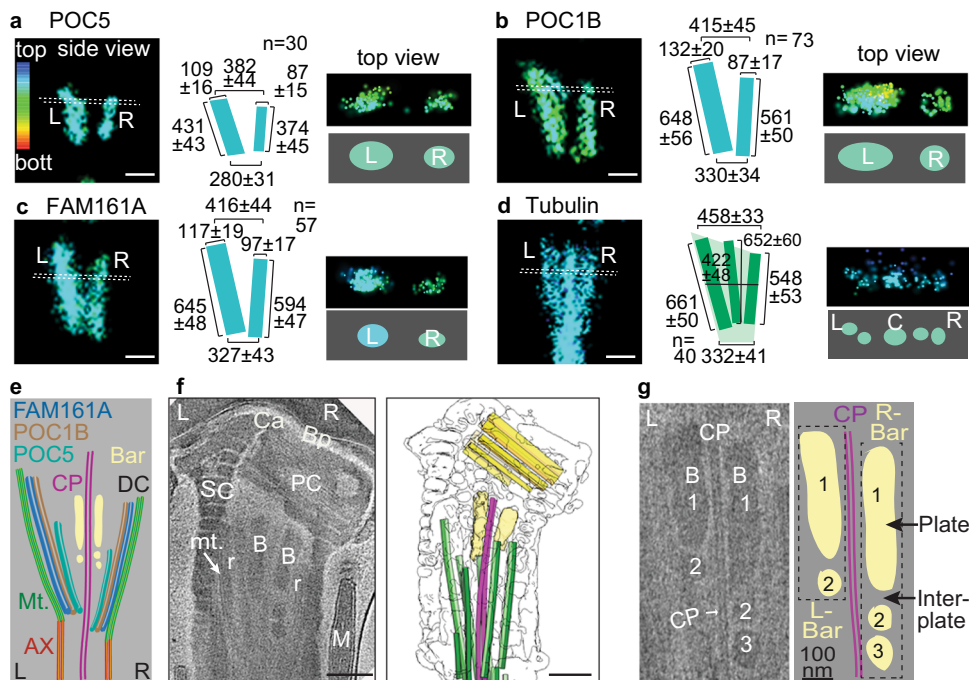 a POC5
top side view
bott
L
R
n=30
382
±44
109
±16
87
±15
431
±43
374
±45
280±31
top view
L
R
b POC1B
L
R
415±45
n= 73
132±20
87±17
648
±56
561
±50
330±34
top view
L
R
c FAM161A
L
R
416±44
n=
57
117±19
97±17
645
±48
594
±47
327±43
L
R
d Tubulin
L
R
458±33
652±60
422
±48
548
±53
661
±50
n=
40
332±41
L
C
R
e
FAM161A
POC1B
POC5
Bar
CP
DC
Mt.
AX
L
R
f
L
R
Ca
Bp
SC
PC
mt.
r
B
B
r
M
g
L
R
CP
B
B
1
1
2
CP
2
3
CP
R-
Bar
1
1
Plate
2
Inter-
plate
L-
Bar
2
3
100
nm